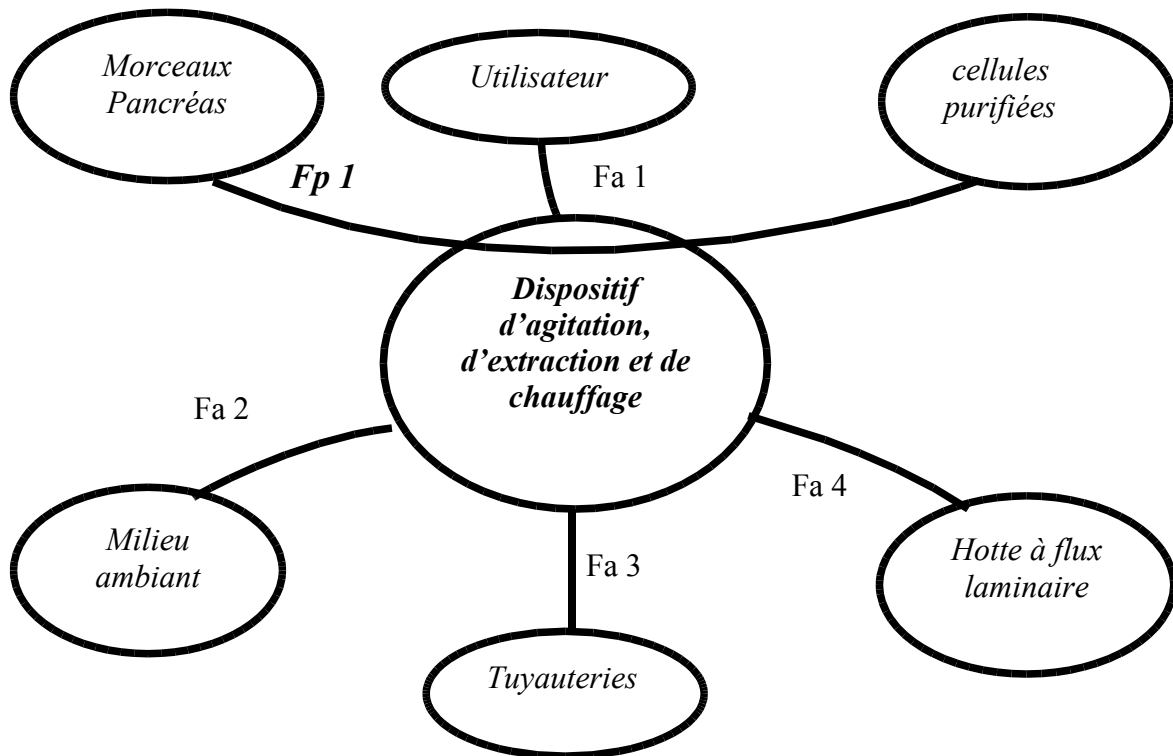 Morceaux
Pancréas
Utilisateur
cellules
purifiées
Fp 1
Fa 1
Dispositif
d’agitation,
d’extraction et de
chauffage
Fa 2
Fa 4
Milieu
ambiant
Fa 3
Hotte à flux
laminaire
Tuyauteries